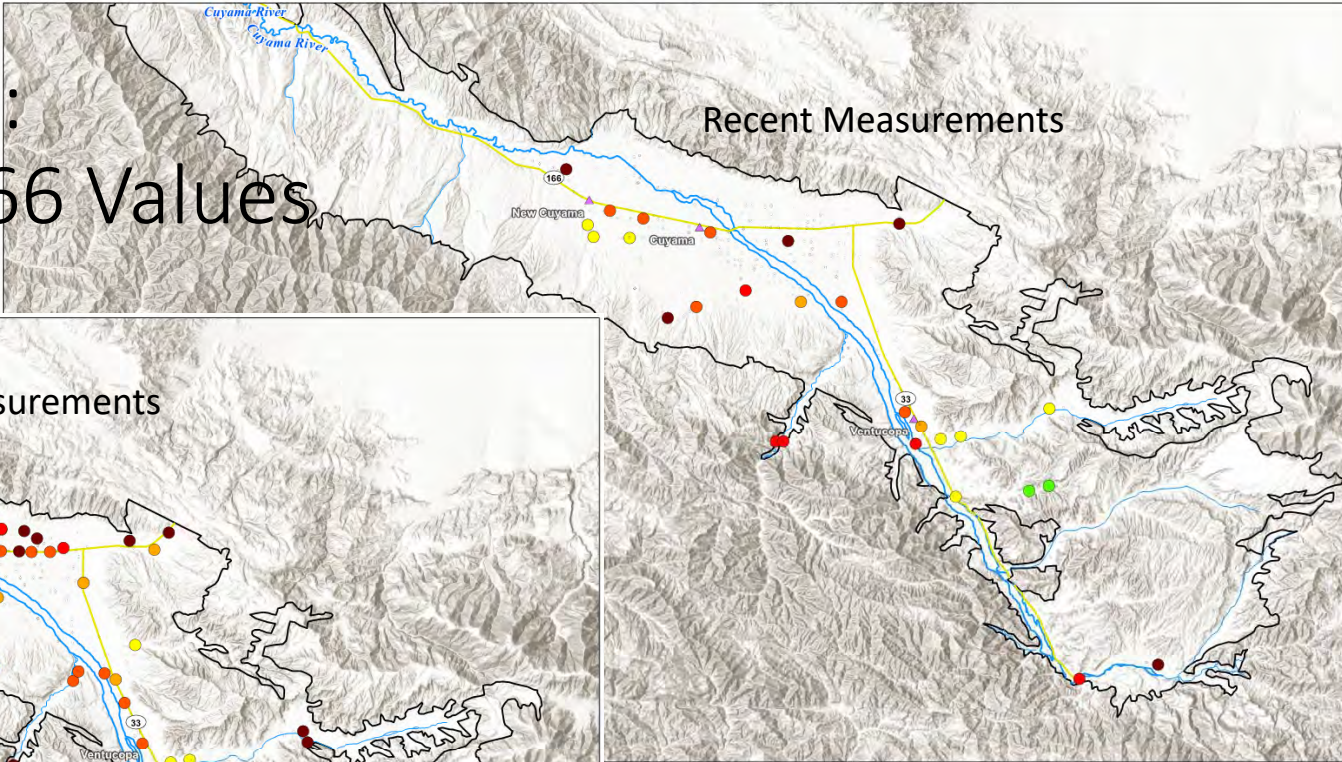 Cuyama River
Cuyama River
:
66 Values
Recent Measurements
166
New Cuyama
Cuyama
33
Ventucopa
surements
33
Ventucopa